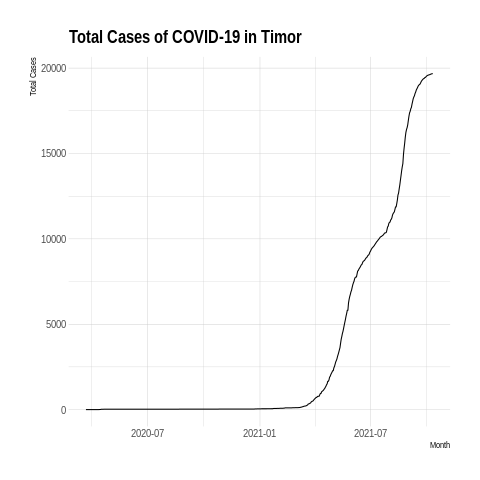 Total Cases of COVID-19 in Timor
Total Cases
20000
15000
10000
5000
0
2020-07 2021-01 2021-07
Month